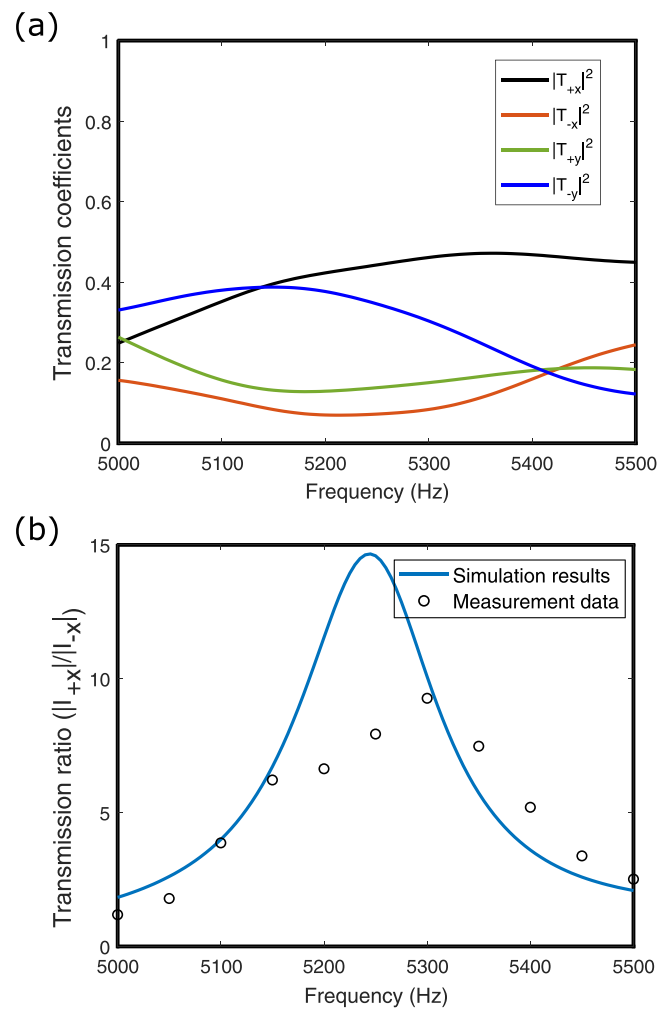 (a)
1
0.8
0.6
0.4
0.2
0
Transmission coefficients
|T+x|²
|T-x|²
|T+y|²
|T-y|²
5000 5100 5200 5300 5400 5500
Frequency (Hz)
(b)
15
10
5
0
Transmission ratio (|I+x|/|I-x|)
Simulation results
Measurement data
5000 5100 5200 5300 5400 5500
Frequency (Hz)